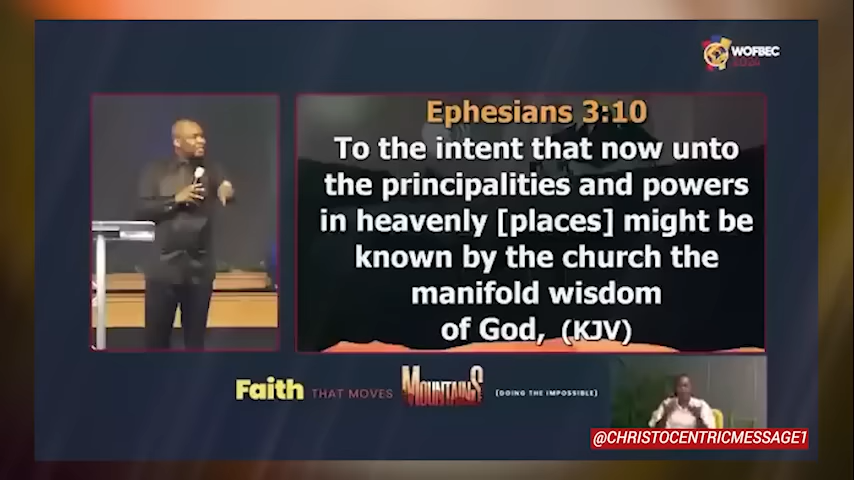 WOFBEC
2024
Ephesians 3:10
To the intent that now unto
the principalities and powers
in heavenly [places] might be
known by the church the
manifold wisdom
of God, (KJV)
Faith THAT MOVES MOUNTAINS [DOING THE IMPOSSIBLE]
@CHRISTOCENTRICMESSAGE1